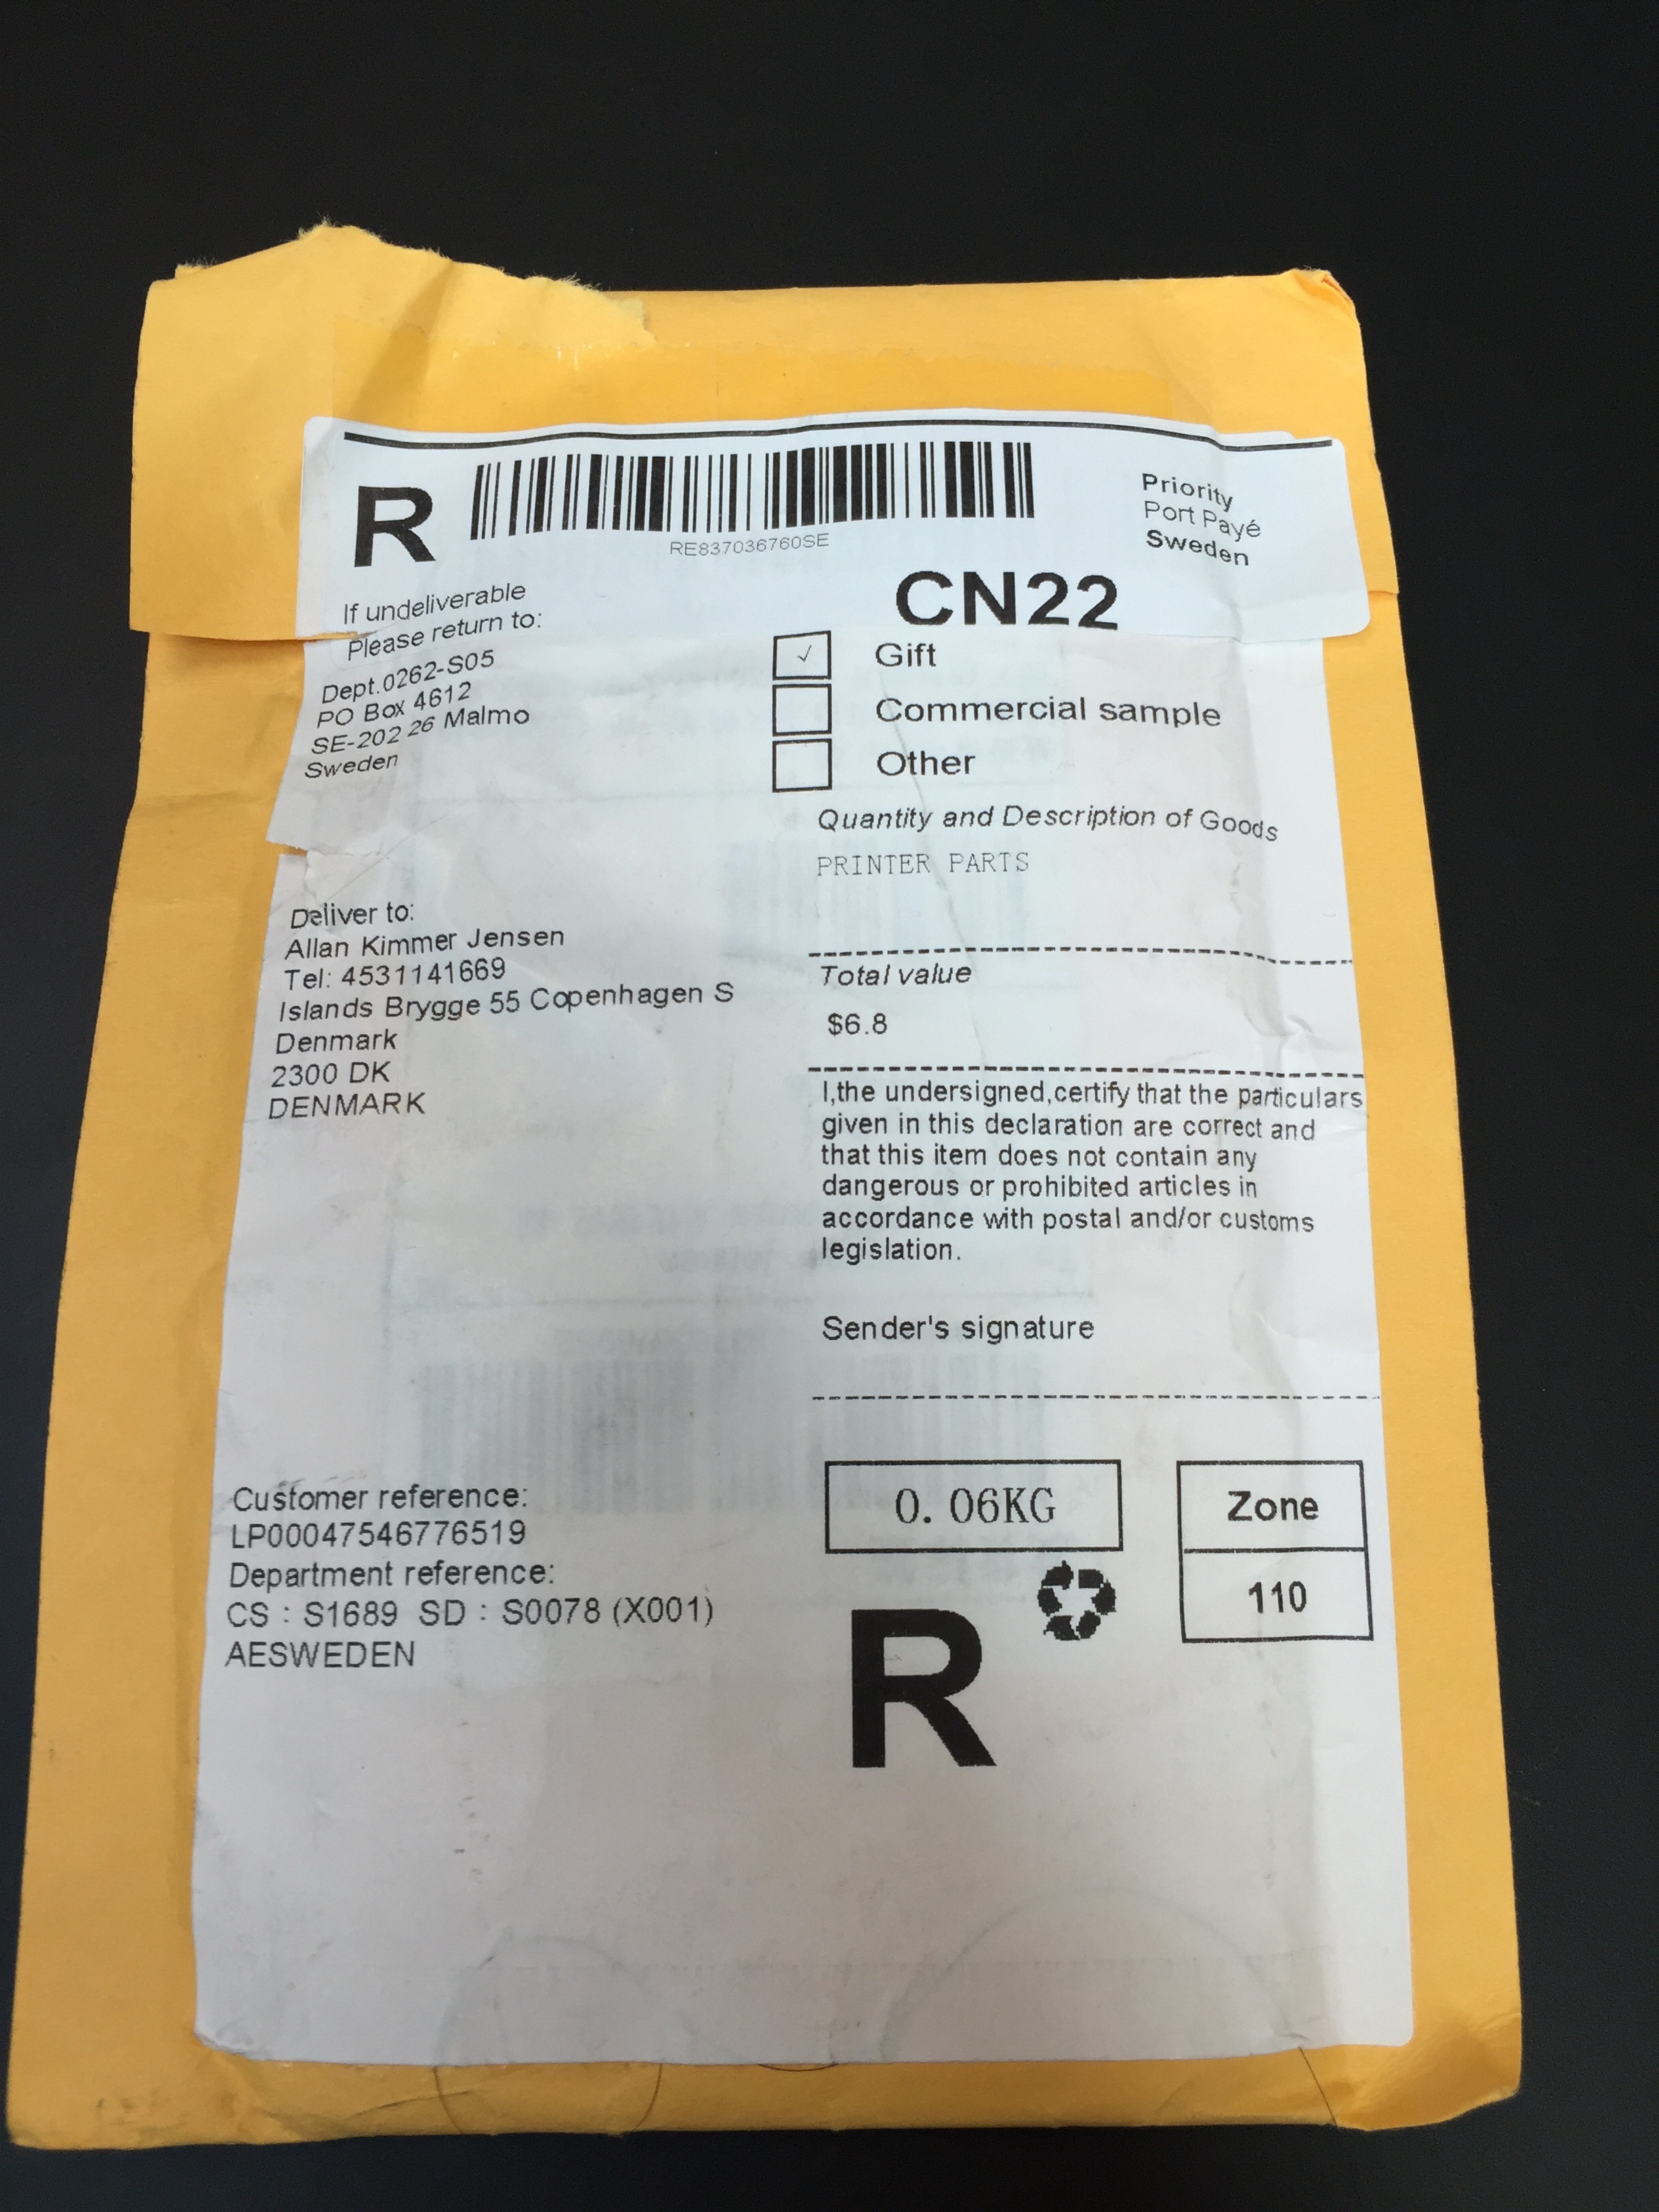 R
RE837036760SE
Priority
Port Payé
Sweden
If undeliverable
Please return to:
Dept.0262-S05
PO Box 4612
SE-202 26 Malmo
Sweden
CN22
✓ Gift
Commercial sample
Other
Quantity and Description of Goods
PRINTER PARTS
Deliver to:
Allan Kimmer Jensen
Tel: 4531141669
Islands Brygge 55 Copenhagen S
Denmark
2300 DK
DENMARK
Total value
$6.8
I,the undersigned,certify that the particulars
given in this declaration are correct and
that this item does not contain any
dangerous or prohibited articles in
accordance with postal and/or customs
legislation.
Sender's signature
Customer reference:
LP00047546776519
Department reference:
CS : S1689 SD : S0078 (X001)
AESWEDEN
0. 06KG
Zone
110
R